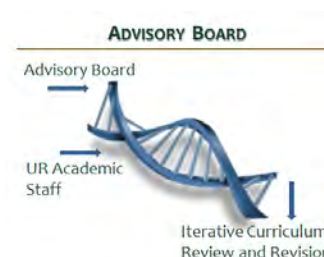 ADVISORY BOARD
Advisory Board
UR Academic
Staff
Iterative Curriculum
Review and Revision